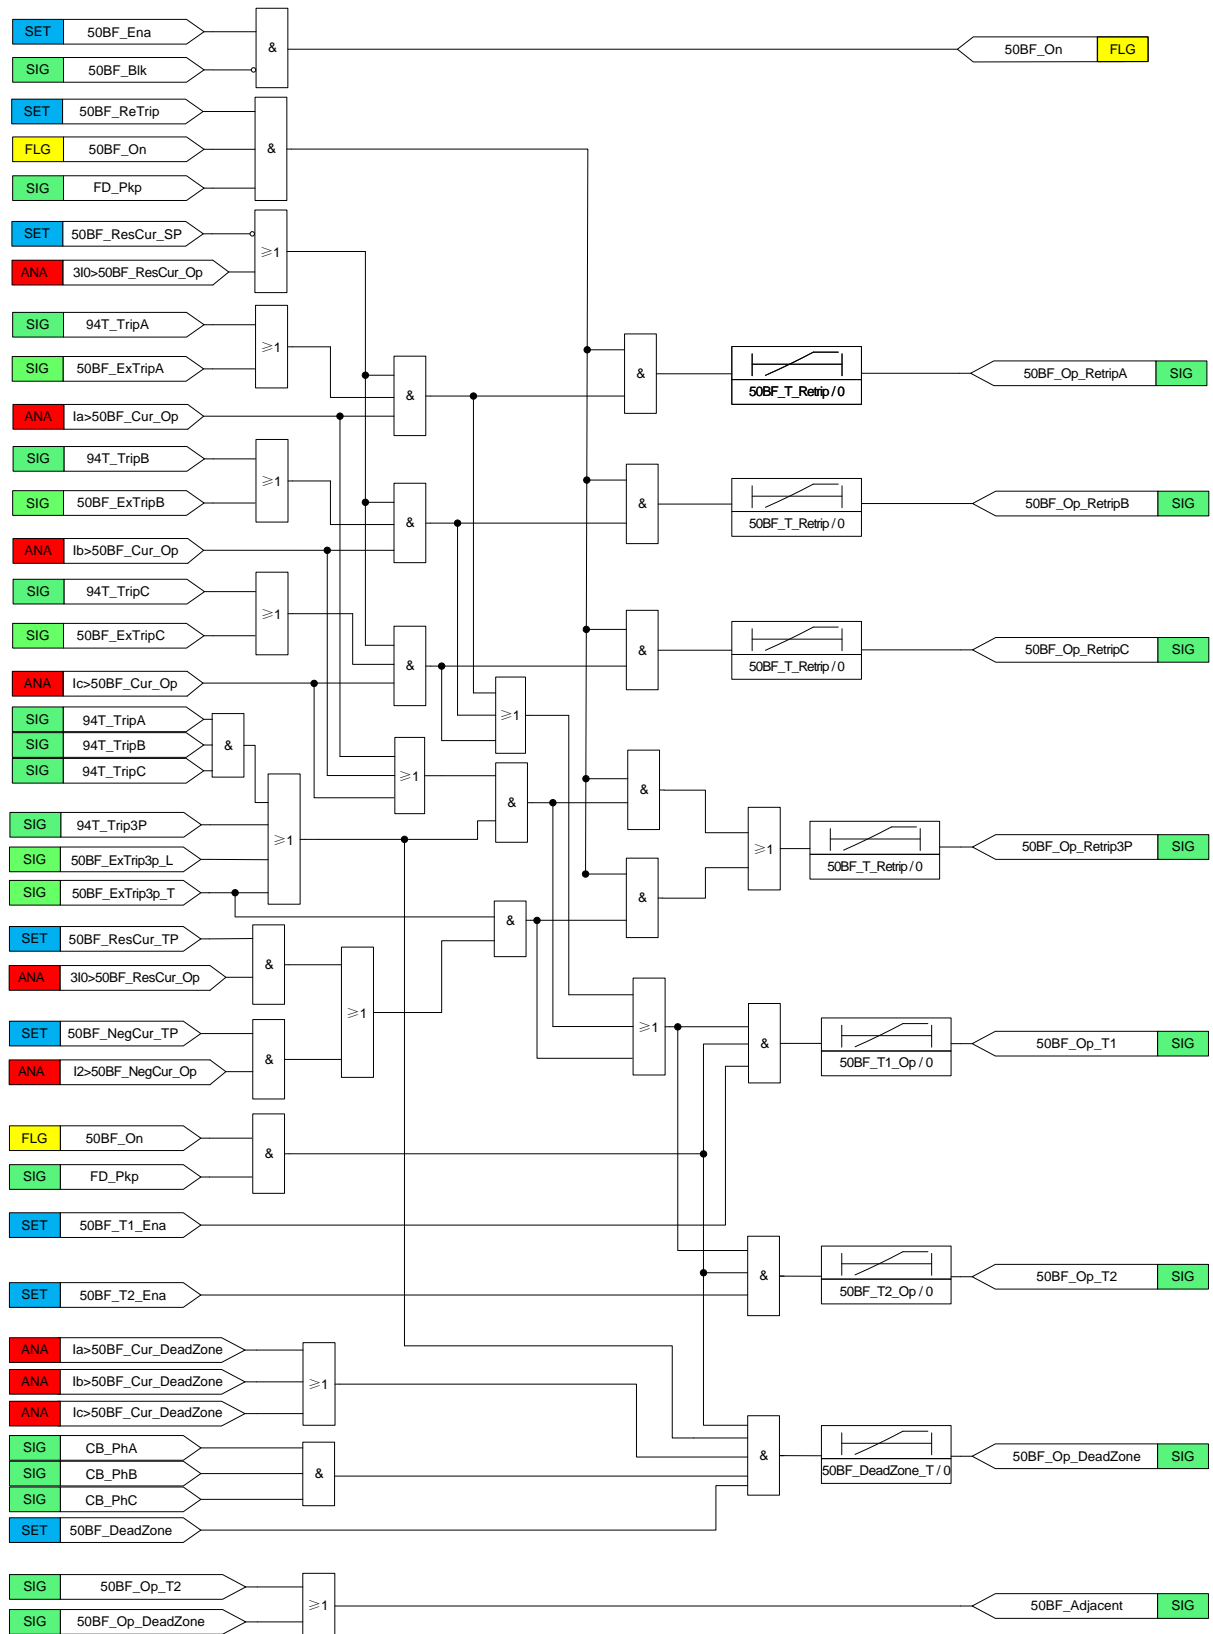 SET 50BF_Ena
&
50BF_On FLG
SIG 50BF_Blk
SET 50BF_ReTrip
FLG 50BF_On
&
SIG FD_Pkp
SET 50BF_ResCur_SP
≥1
ANA 3I0>50BF_ResCur_Op
SIG 94T_TripA
≥1
SIG 50BF_ExTripA
&
&
50BF_T_Retrip / 0
50BF_Op_RetripA SIG
ANA Ia>50BF_Cur_Op
SIG 94T_TripB
≥1
SIG 50BF_ExTripB
&
&
50BF_T_Retrip / 0
50BF_Op_RetripB SIG
ANA Ib>50BF_Cur_Op
SIG 94T_TripC
≥1
SIG 50BF_ExTripC
&
&
50BF_T_Retrip / 0
50BF_Op_RetripC SIG
ANA Ic>50BF_Cur_Op
SIG 94T_TripA
SIG 94T_TripB
SIG 94T_TripC
&
≥1
≥1
&
&
SIG 94T_Trip3P
≥1
SIG 50BF_ExTrip3p_L
SIG 50BF_ExTrip3p_T
≥1
50BF_T_Retrip / 0
50BF_Op_Retrip3P SIG
&
&
SET 50BF_ResCur_TP
&
ANA 3I0>50BF_ResCur_Op
≥1
SET 50BF_NegCur_TP
&
ANA I2>50BF_NegCur_Op
≥1
&
50BF_T1_Op / 0
50BF_Op_T1 SIG
FLG 50BF_On
&
SIG FD_Pkp
SET 50BF_T1_Ena
SET 50BF_T2_Ena
&
50BF_T2_Op / 0
50BF_Op_T2 SIG
ANA Ia>50BF_Cur_DeadZone
ANA Ib>50BF_Cur_DeadZone
≥1
ANA Ic>50BF_Cur_DeadZone
SIG CB_PhA
SIG CB_PhB
&
SIG CB_PhC
SET 50BF_DeadZone
&
50BF_DeadZone_T / 0
50BF_Op_DeadZone SIG
SIG 50BF_Op_T2
≥1
50BF_Adjacent SIG
SIG 50BF_Op_DeadZone